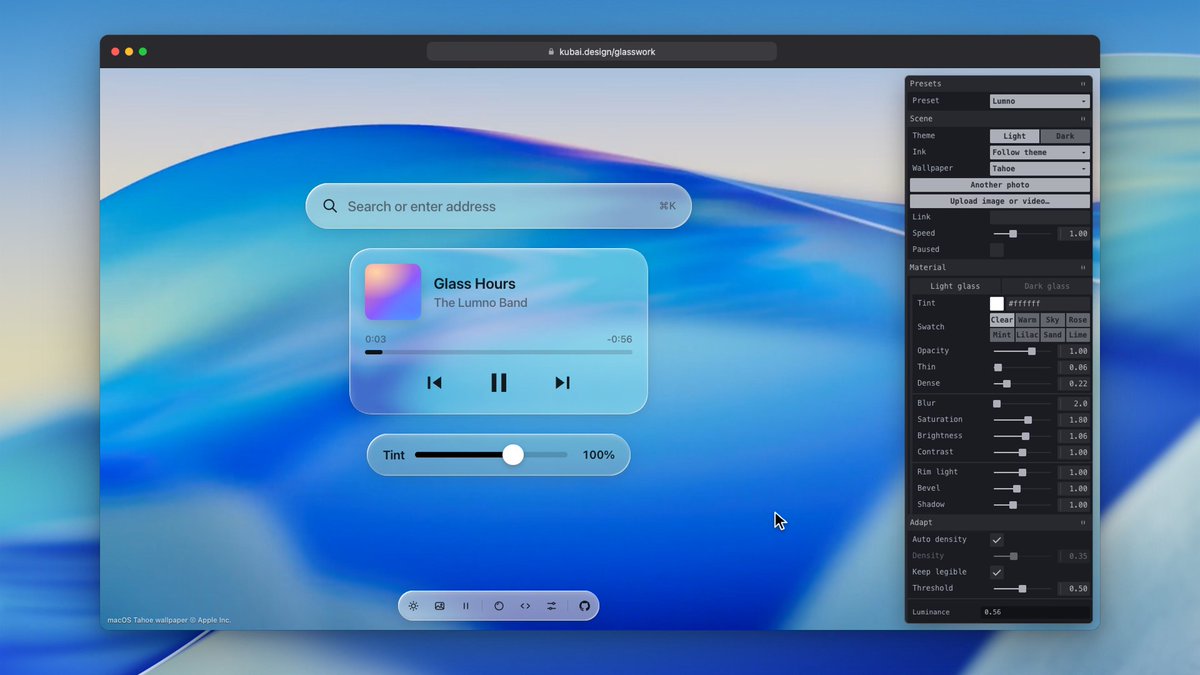 kubai.design/glasswork
Search or enter address ⌘K
Glass Hours
The Lumno Band
0:03 -0:56
Tint 100%
macOS Tahoe wallpaper © Apple Inc.
Presets
Preset Lumno
Scene
Theme Light Dark
Ink Follow theme
Wallpaper Tahoe
Another photo
Upload image or video…
Link
Speed 1.00
Paused
Material
Light glass Dark glass
Tint #ffffff
Swatch Clear Warm Sky Rose
Mint Lilac Sand Lime
Opacity 1.00
Thin 0.06
Dense 0.22
Blur 2.0
Saturation 1.80
Brightness 1.06
Contrast 1.00
Rim light 1.00
Bevel 1.00
Shadow 1.00
Adapt
Auto density
Density 0.35
Keep legible
Threshold 0.50
Luminance 0.56